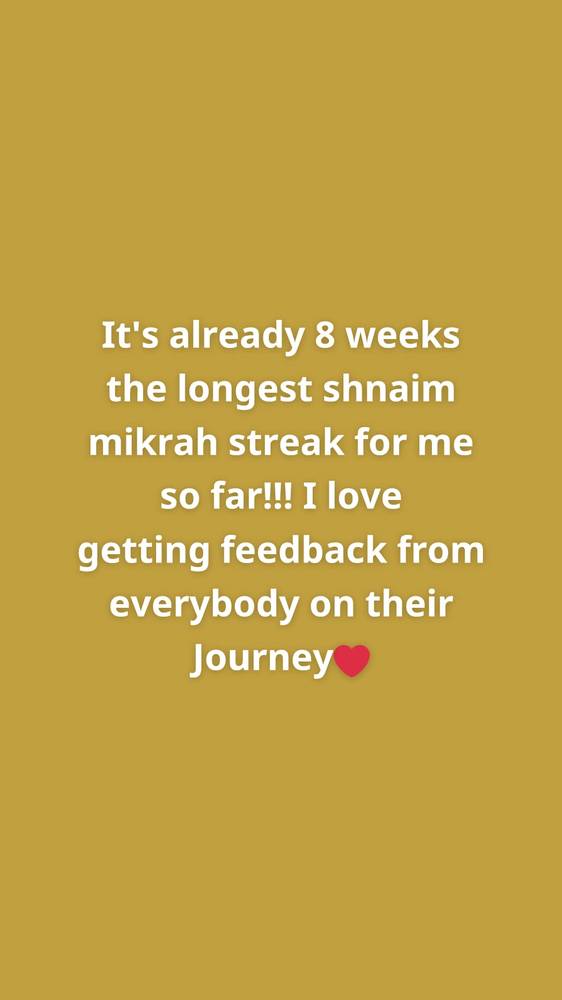 It's already 8 weeks
the longest shnaim
mikrah streak for me
so far!!! I love
getting feedback from
everybody on their
Journey❤️